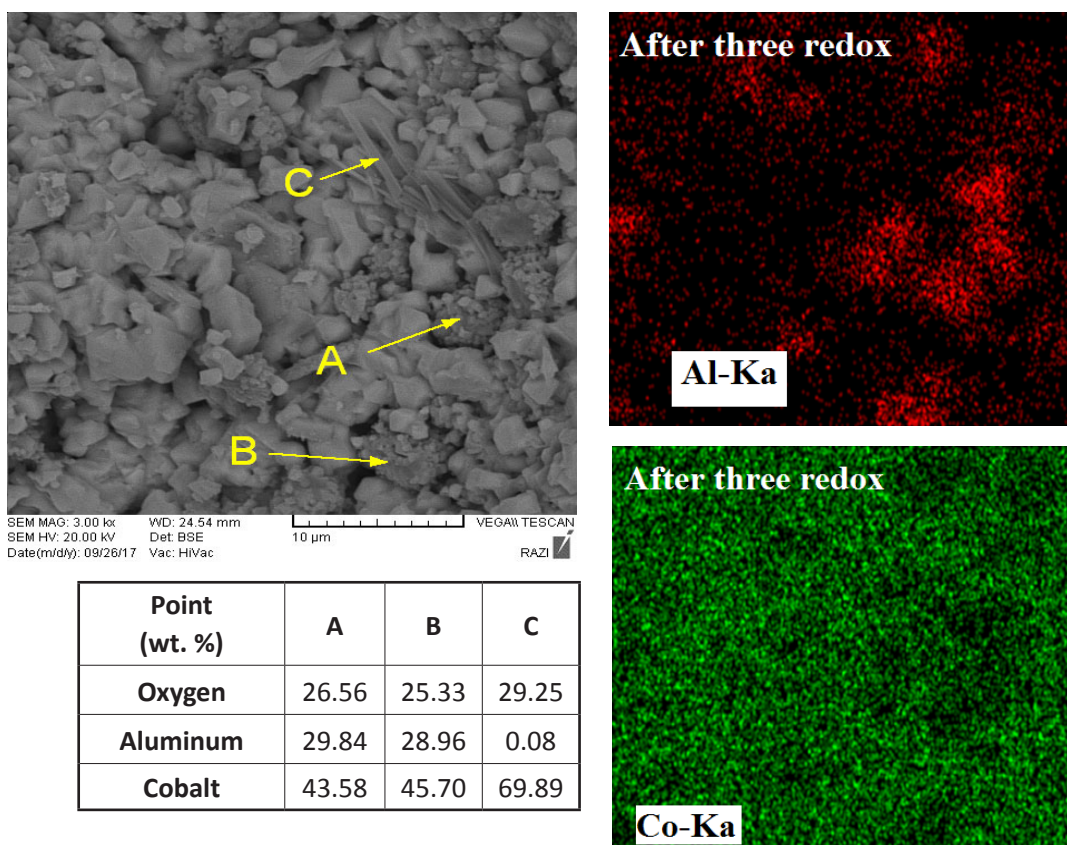 C
A
B
SEM MAG: 3.00 kx WD: 24.54 mm VEGA\\ TESCAN
SEM HV: 20.00 kV Det: BSE 10 µm
Date(m/d/y): 09/26/17 Vac: HiVac RAZI
After three redox
Al-Ka
After three redox
Co-Ka
Point
(wt. %) A B C
Oxygen 26.56 25.33 29.25
Aluminum 29.84 28.96 0.08
Cobalt 43.58 45.70 69.89